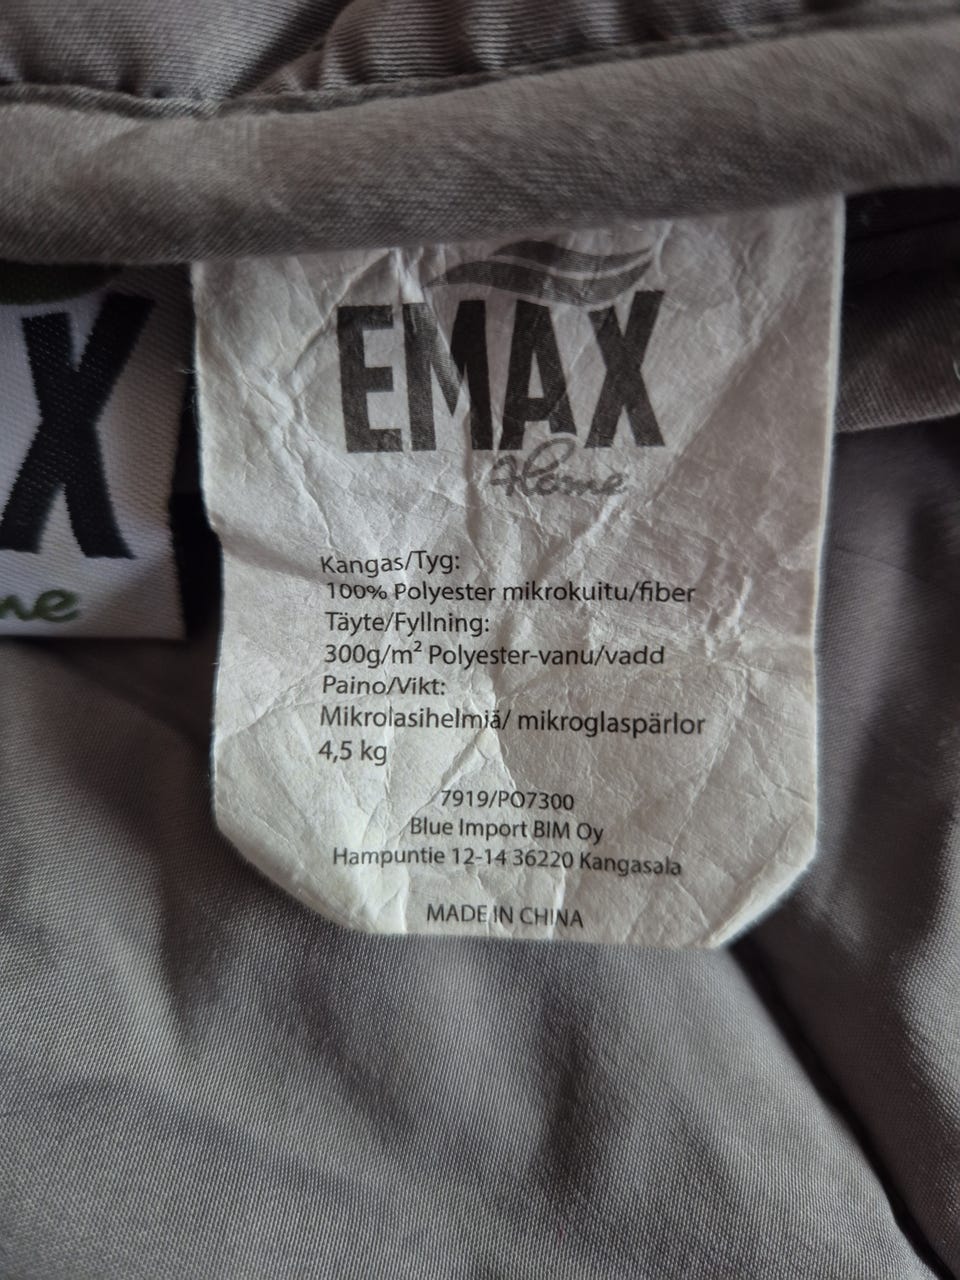 EMAX
Home
X
me
Kangas/Tyg:
100% Polyester mikrokuitu/fiber
Täyte/Fyllning:
300g/m² Polyester-vanu/vadd
Paino/Vikt:
Mikrolasihelmiä/ mikroglaspärlor
4,5 kg
7919/PO7300
Blue Import BIM Oy
Hampuntie 12-14 36220 Kangasala
MADE IN CHINA